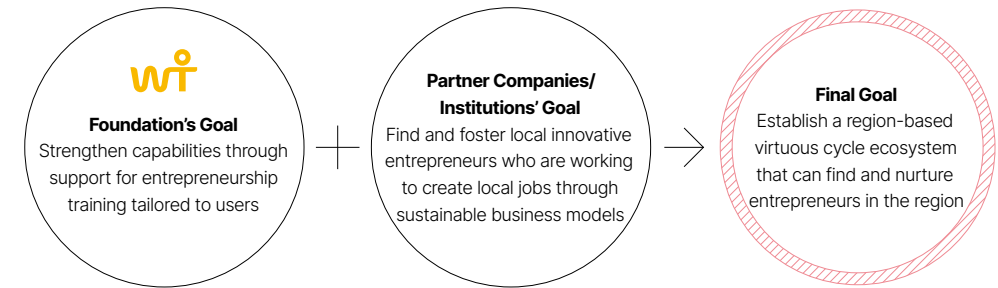 Foundation's Goal
Strengthen capabilities through
support for entrepreneurship
training tailored to users
Partner Companies/
Institutions' Goal
Find and foster local innovative
entrepreneurs who are working
to create local jobs through
sustainable business models
Final Goal
Establish a region-based
virtuous cycle ecosystem
that can find and nurture
entrepreneurs in the region